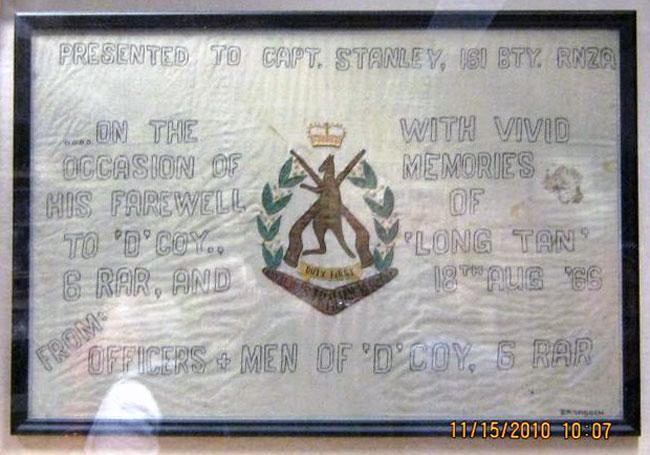 PRESENTED TO CAPT. STANLEY, 161 BTY. RNZA
....ON THE
OCCASION OF
HIS FAREWELL
TO 'D' COY.,
6 RAR, AND
WITH VIVID
MEMORIES
OF
'LONG TAN'
18TH AUG '66
DUTY FIRST
FROM:
OFFICERS + MEN OF 'D' COY, 6 RAR
11/15/2010 10:07